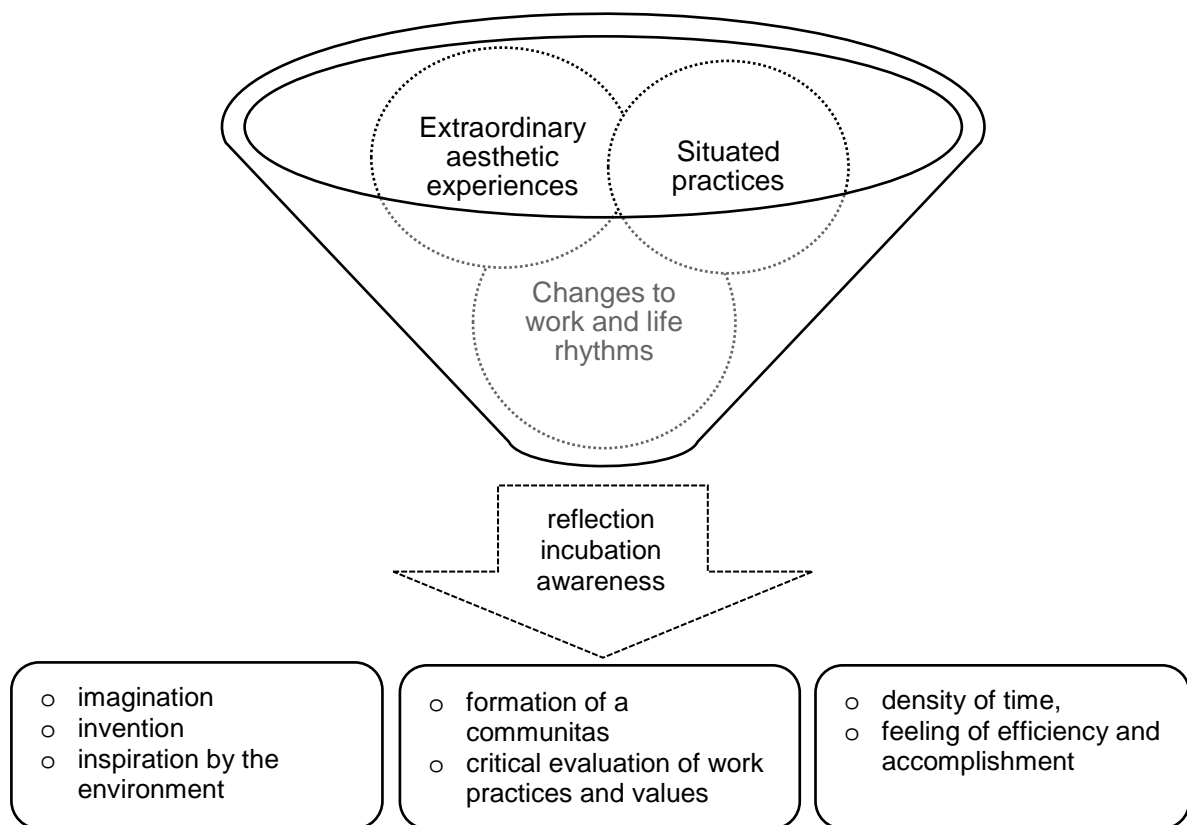 Extraordinary
aesthetic
experiences
Situated
practices
Changes to
work and life
rhythms
reflection
incubation
awareness
o imagination
o invention
o inspiration by the
environment
o formation of a
communitas
o critical evaluation of work
practices and values
o density of time,
o feeling of efficiency and
accomplishment